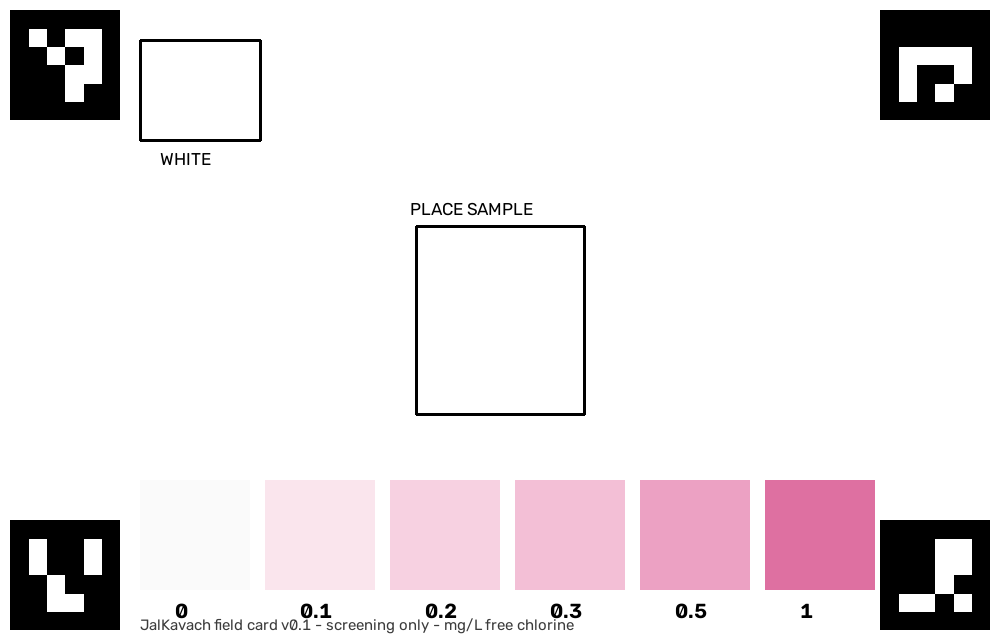 WHITE
PLACE SAMPLE
0 0.1 0.2 0.3 0.5 1
JalKavach field card v0.1 - screening only - mg/L free chlorine